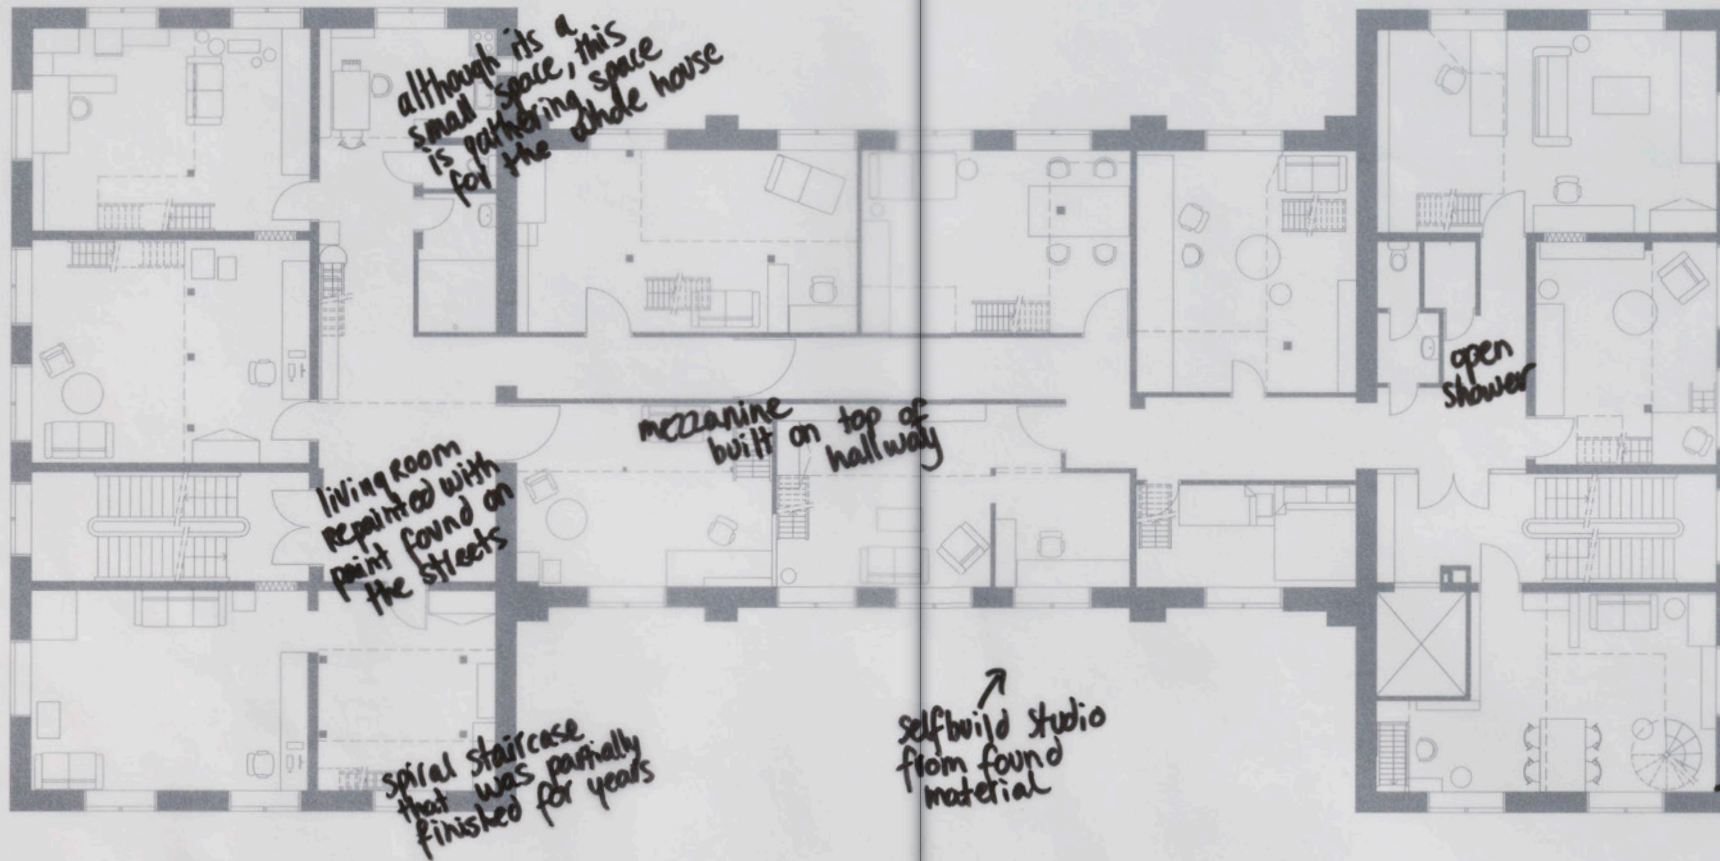 although its a
small space, this
is gathering space
for the whole house
open
shower
mezzanine
built on top of
hallway
living room
repainted with
paint found on
the streets
spiral staircase
that was partially
finished for years
selfbuild studio
from found
material